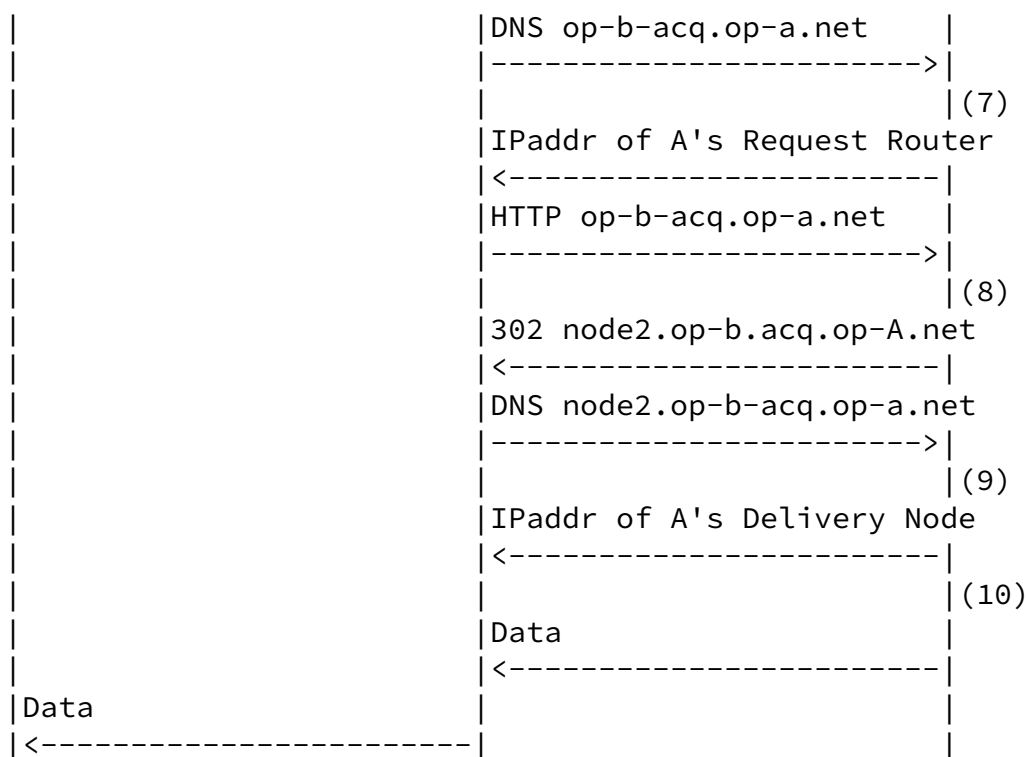 |                         |DNS op-b-acq.op-a.net    |
|                         |------------------------>|
|                         |                         |(7)
|                         |IPaddr of A's Request Router
|                         |<------------------------|
|                         |HTTP op-b-acq.op-a.net   |
|                         |------------------------>|
|                         |                         |(8)
|                         |302 node2.op-b.acq.op-A.net
|                         |<------------------------|
|                         |DNS node2.op-b-acq.op-a.net
|                         |------------------------>|
|                         |                         |(9)
|                         |IPaddr of A's Delivery Node
|                         |<------------------------|
|                         |                         |(10)
|                         |Data                     |
|                         |<------------------------|
|Data                     |                         |
|<------------------------|                         |